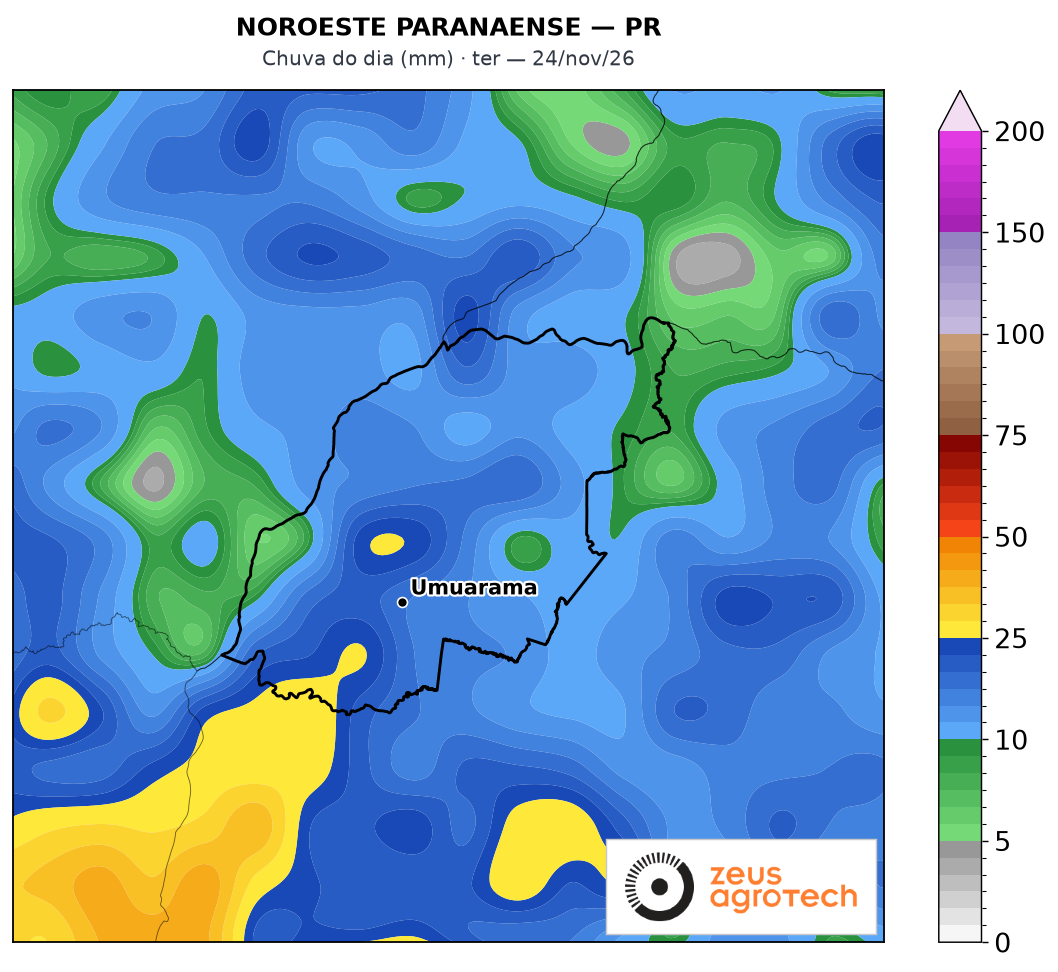 NOROESTE PARANAENSE — PR
Chuva do dia (mm) · ter — 24/nov/26
200
150
100
75
50
25
10
5
0
Umuarama
zeus
agrotech